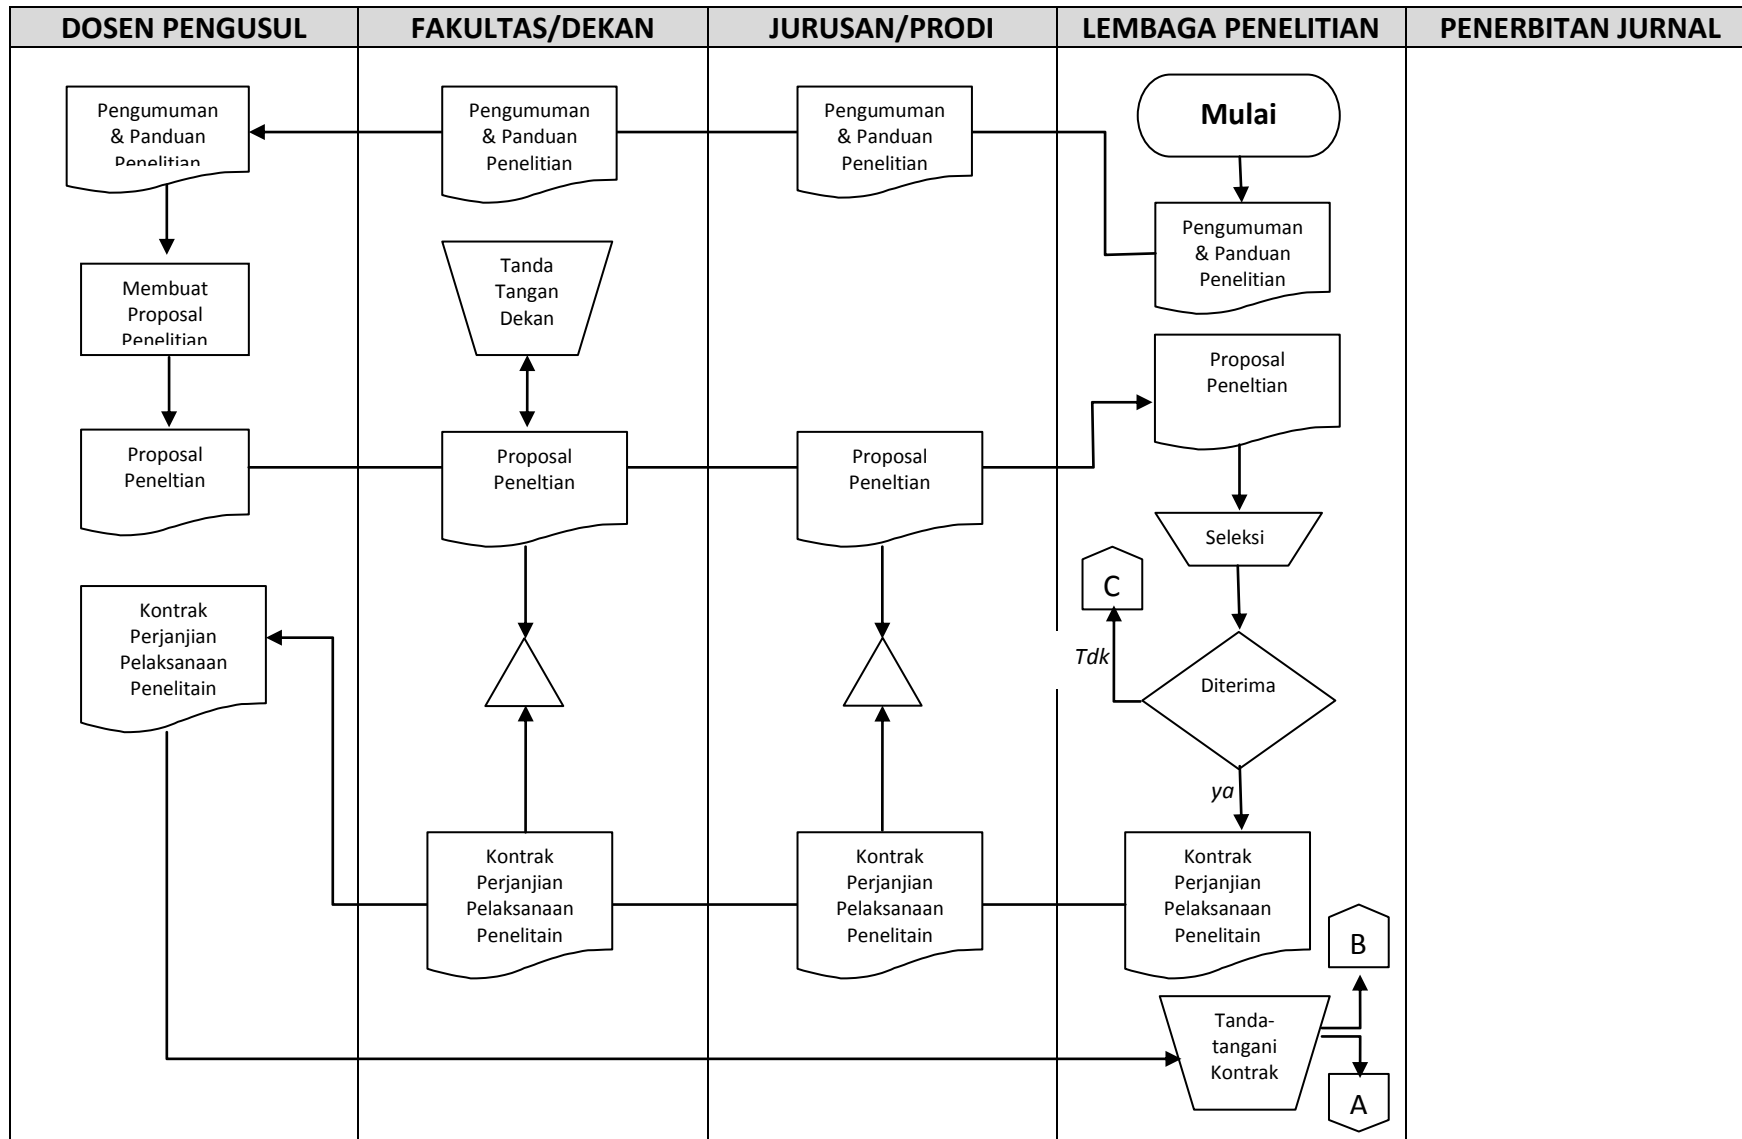 DOSEN PENGUSUL
FAKULTAS/DEKAN
JURUSAN/PRODI
LEMBAGA PENELITIAN
PENERBITAN JURNAL
Pengumuman
& Panduan
Penelitian
Pengumuman
& Panduan
Penelitian
Pengumuman
& Panduan
Penelitian
Mulai
Pengumuman
& Panduan
Penelitian
Membuat
Proposal
Penelitian
Tanda
Tangan
Dekan
Proposal
Peneltian
Proposal
Peneltian
Proposal
Peneltian
Proposal
Peneltian
Seleksi
C
Tdk
Diterima
ya
Kontrak
Perjanjian
Pelaksanaan
Penelitain
Kontrak
Perjanjian
Pelaksanaan
Penelitain
Kontrak
Perjanjian
Pelaksanaan
Penelitain
Kontrak
Perjanjian
Pelaksanaan
Penelitain
B
Tanda-
tangani
Kontrak
A